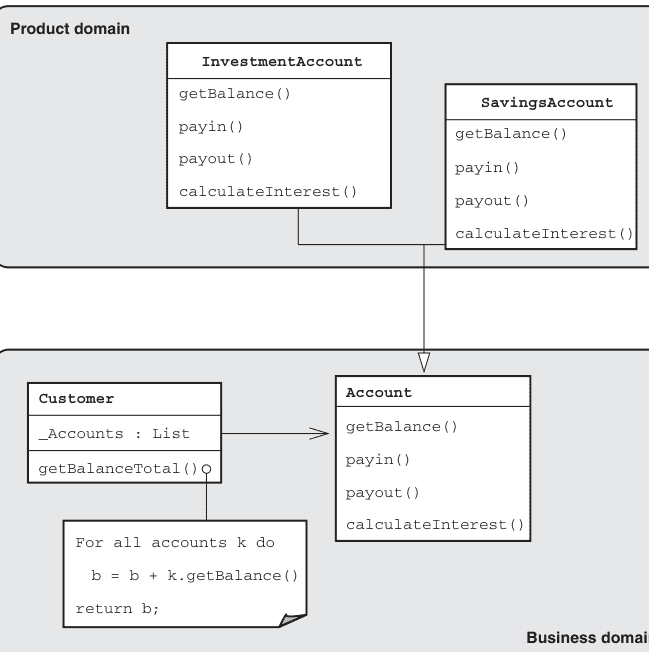 Product domain
InvestmentAccount
getBalance()
payin()
payout()
calculateInterest()
SavingsAccount
getBalance()
payin()
payout()
calculateInterest()
Customer
_Accounts : List
getBalanceTotal()
For all accounts k do
b = b + k.getBalance()
return b;
Account
getBalance()
payin()
payout()
calculateInterest()
Business domai